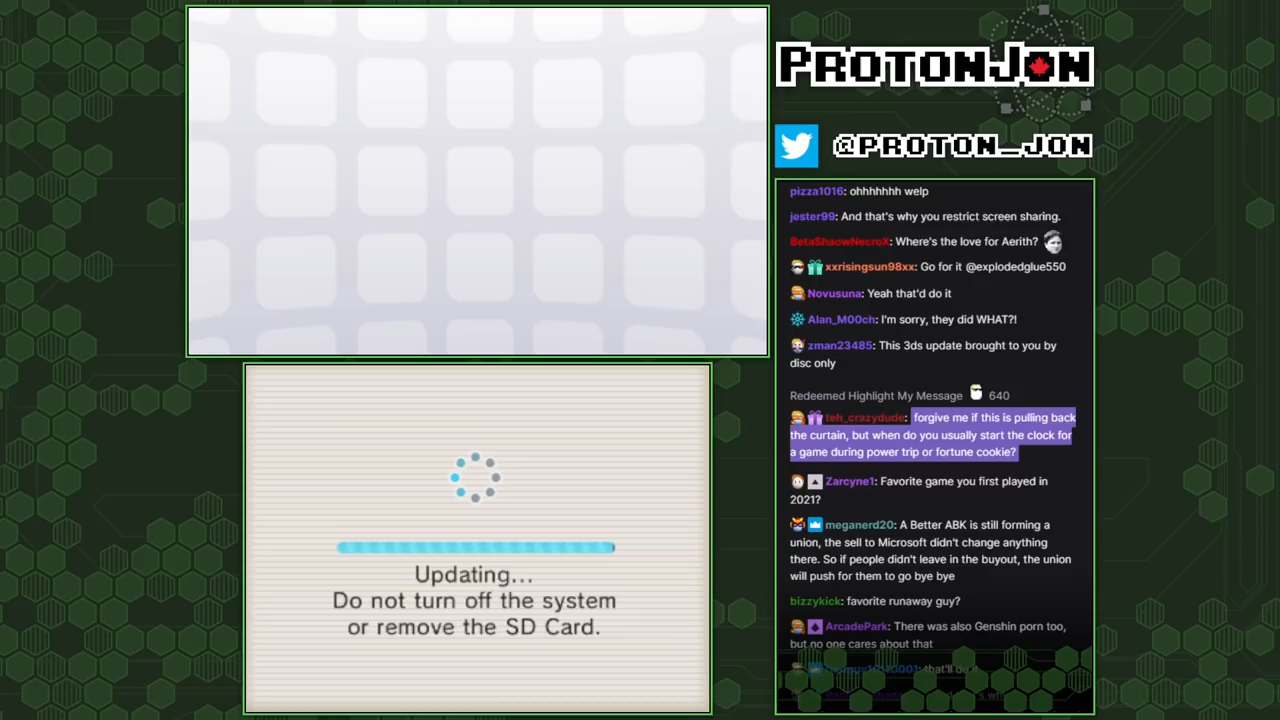 PROTONJON
@PROTON_JON
pizza1016: ohhhhhhh welp
jester99: And that's why you restrict screen sharing.
BetaShaowNecroX: Where's the love for Aerith?
xxrisingsun98xx: Go for it @explodedglue550
Novusuna: Yeah that'd do it
Alan_M00ch: I'm sorry, they did WHAT?!
zman23485: This 3ds update brought to you by
disc only
Redeemed Highlight My Message 640
teh_crazydude: forgive me if this is pulling back
the curtain, but when do you usually start the clock for
a game during power trip or fortune cookie?
Zarcyne1: Favorite game you first played in
2021?
meganerd20: A Better ABK is still forming a
union, the sell to Microsoft didn't change anything
there. So if people didn't leave in the buyout, the union
will push for them to go bye bye
bizzykick: favorite runaway guy?
ArcadePark: There was also Genshin porn too,
but no one cares about that
Updating...
Do not turn off the system
or remove the SD Card.